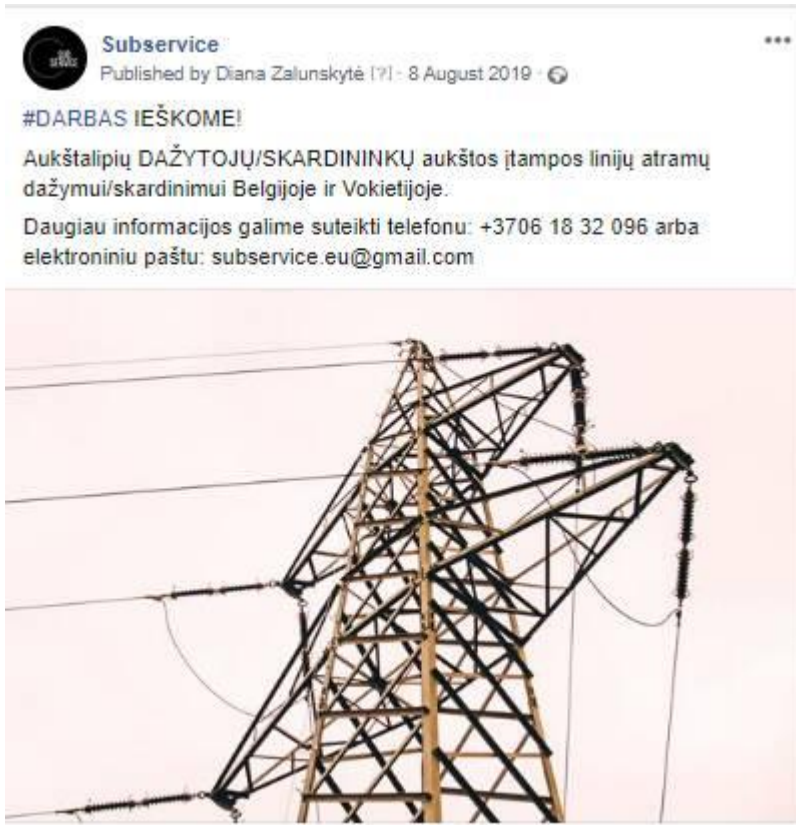 SUB
SERVICE
Subservice
Published by Diana Zalunskytė [?] · 8 August 2019 ·
#DARBAS IEŠKOME!
Aukštalipių DAŽYTOJŲ/SKARDININKŲ aukštos įtampos linijų atramų
dažymui/skardinimui Belgijoje ir Vokietijoje.
Daugiau informacijos galime suteikti telefonu: +3706 18 32 096 arba
elektroniniu paštu: subservice.eu@gmail.com